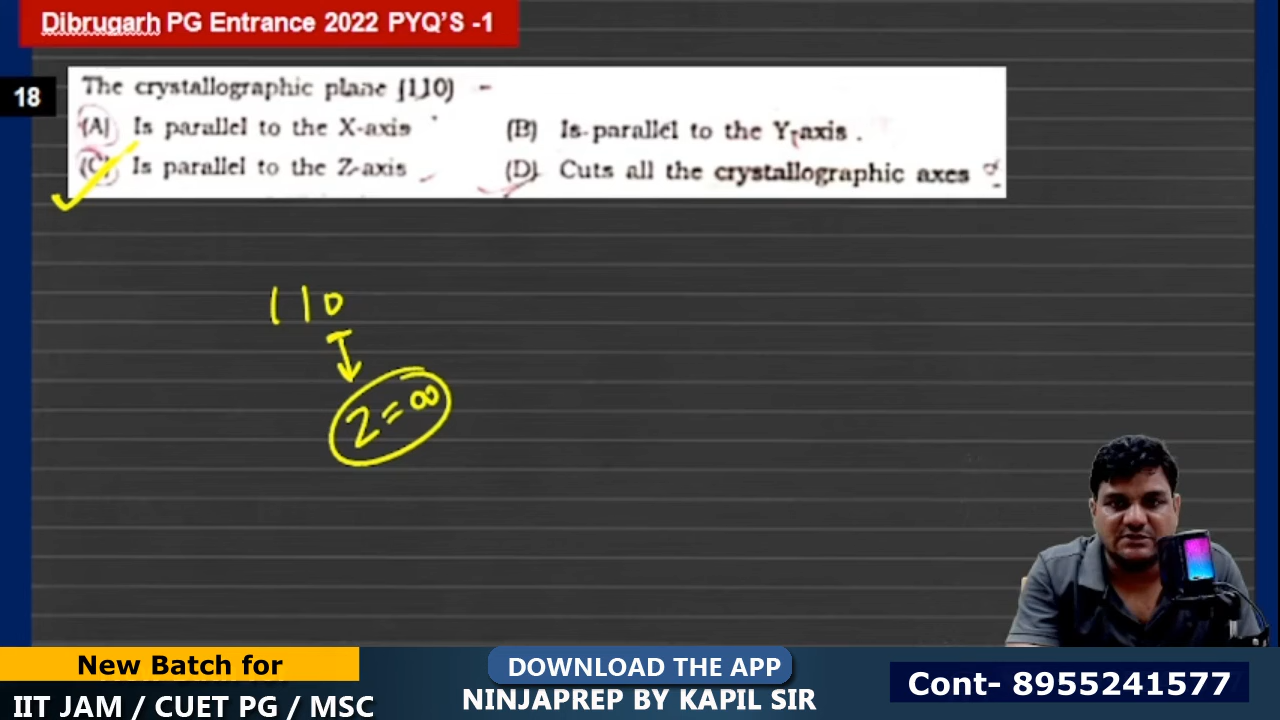 Dibrugarh PG Entrance 2022 PYQ'S -1
18
The crystallographic plane (110) -
(A) Is parallel to the X-axis
(B) Is parallel to the Y-axis .
(C) Is parallel to the Z-axis
(D) Cuts all the crystallographic axes
110
Z=∞
New Batch for
IIT JAM / CUET PG / MSC
DOWNLOAD THE APP
NINJAPREP BY KAPIL SIR
Cont- 8955241577